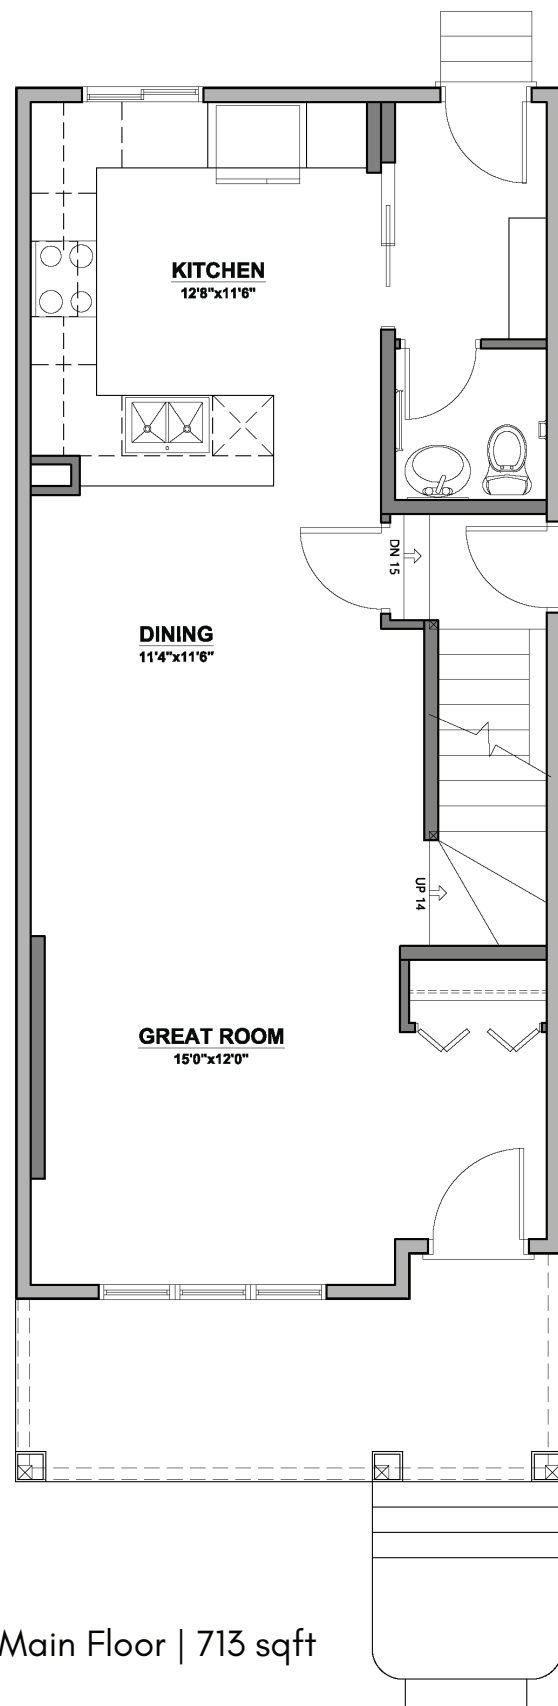 KITCHEN
12'8"x11'6"
DN 15
DINING
11'4"x11'6"
UP 14
GREAT ROOM
15'0"x12'0"
Main Floor | 713 sqft